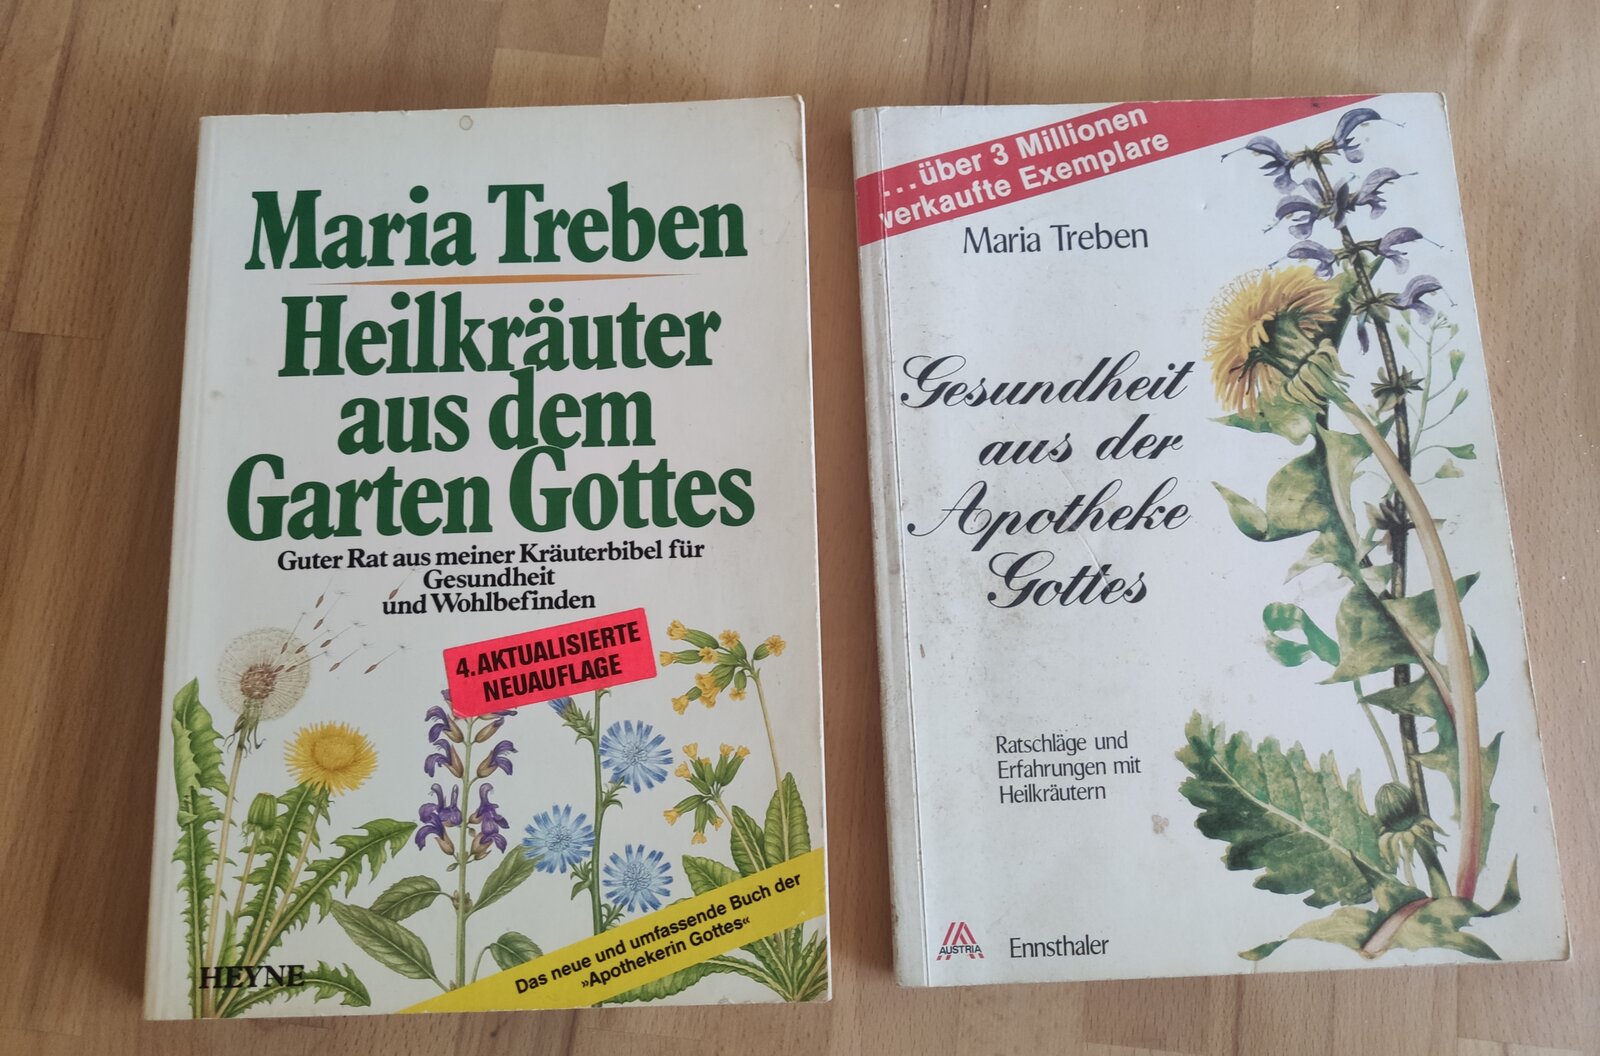 Maria Treben
Heilkräuter
aus dem
Garten Gottes
Guter Rat aus meiner Kräuterbibel für
Gesundheit
und Wohlbefinden
4. AKTUALISIERTE
NEUAUFLAGE
Das neue und umfassende Buch der
»Apothekerin Gottes«
HEYNE
...über 3 Millionen
verkaufte Exemplare
Maria Treben
Gesundheit
aus der
Apotheke
Gottes
Ratschläge und
Erfahrungen mit
Heilkräutern
AUSTRIA
Ennsthaler